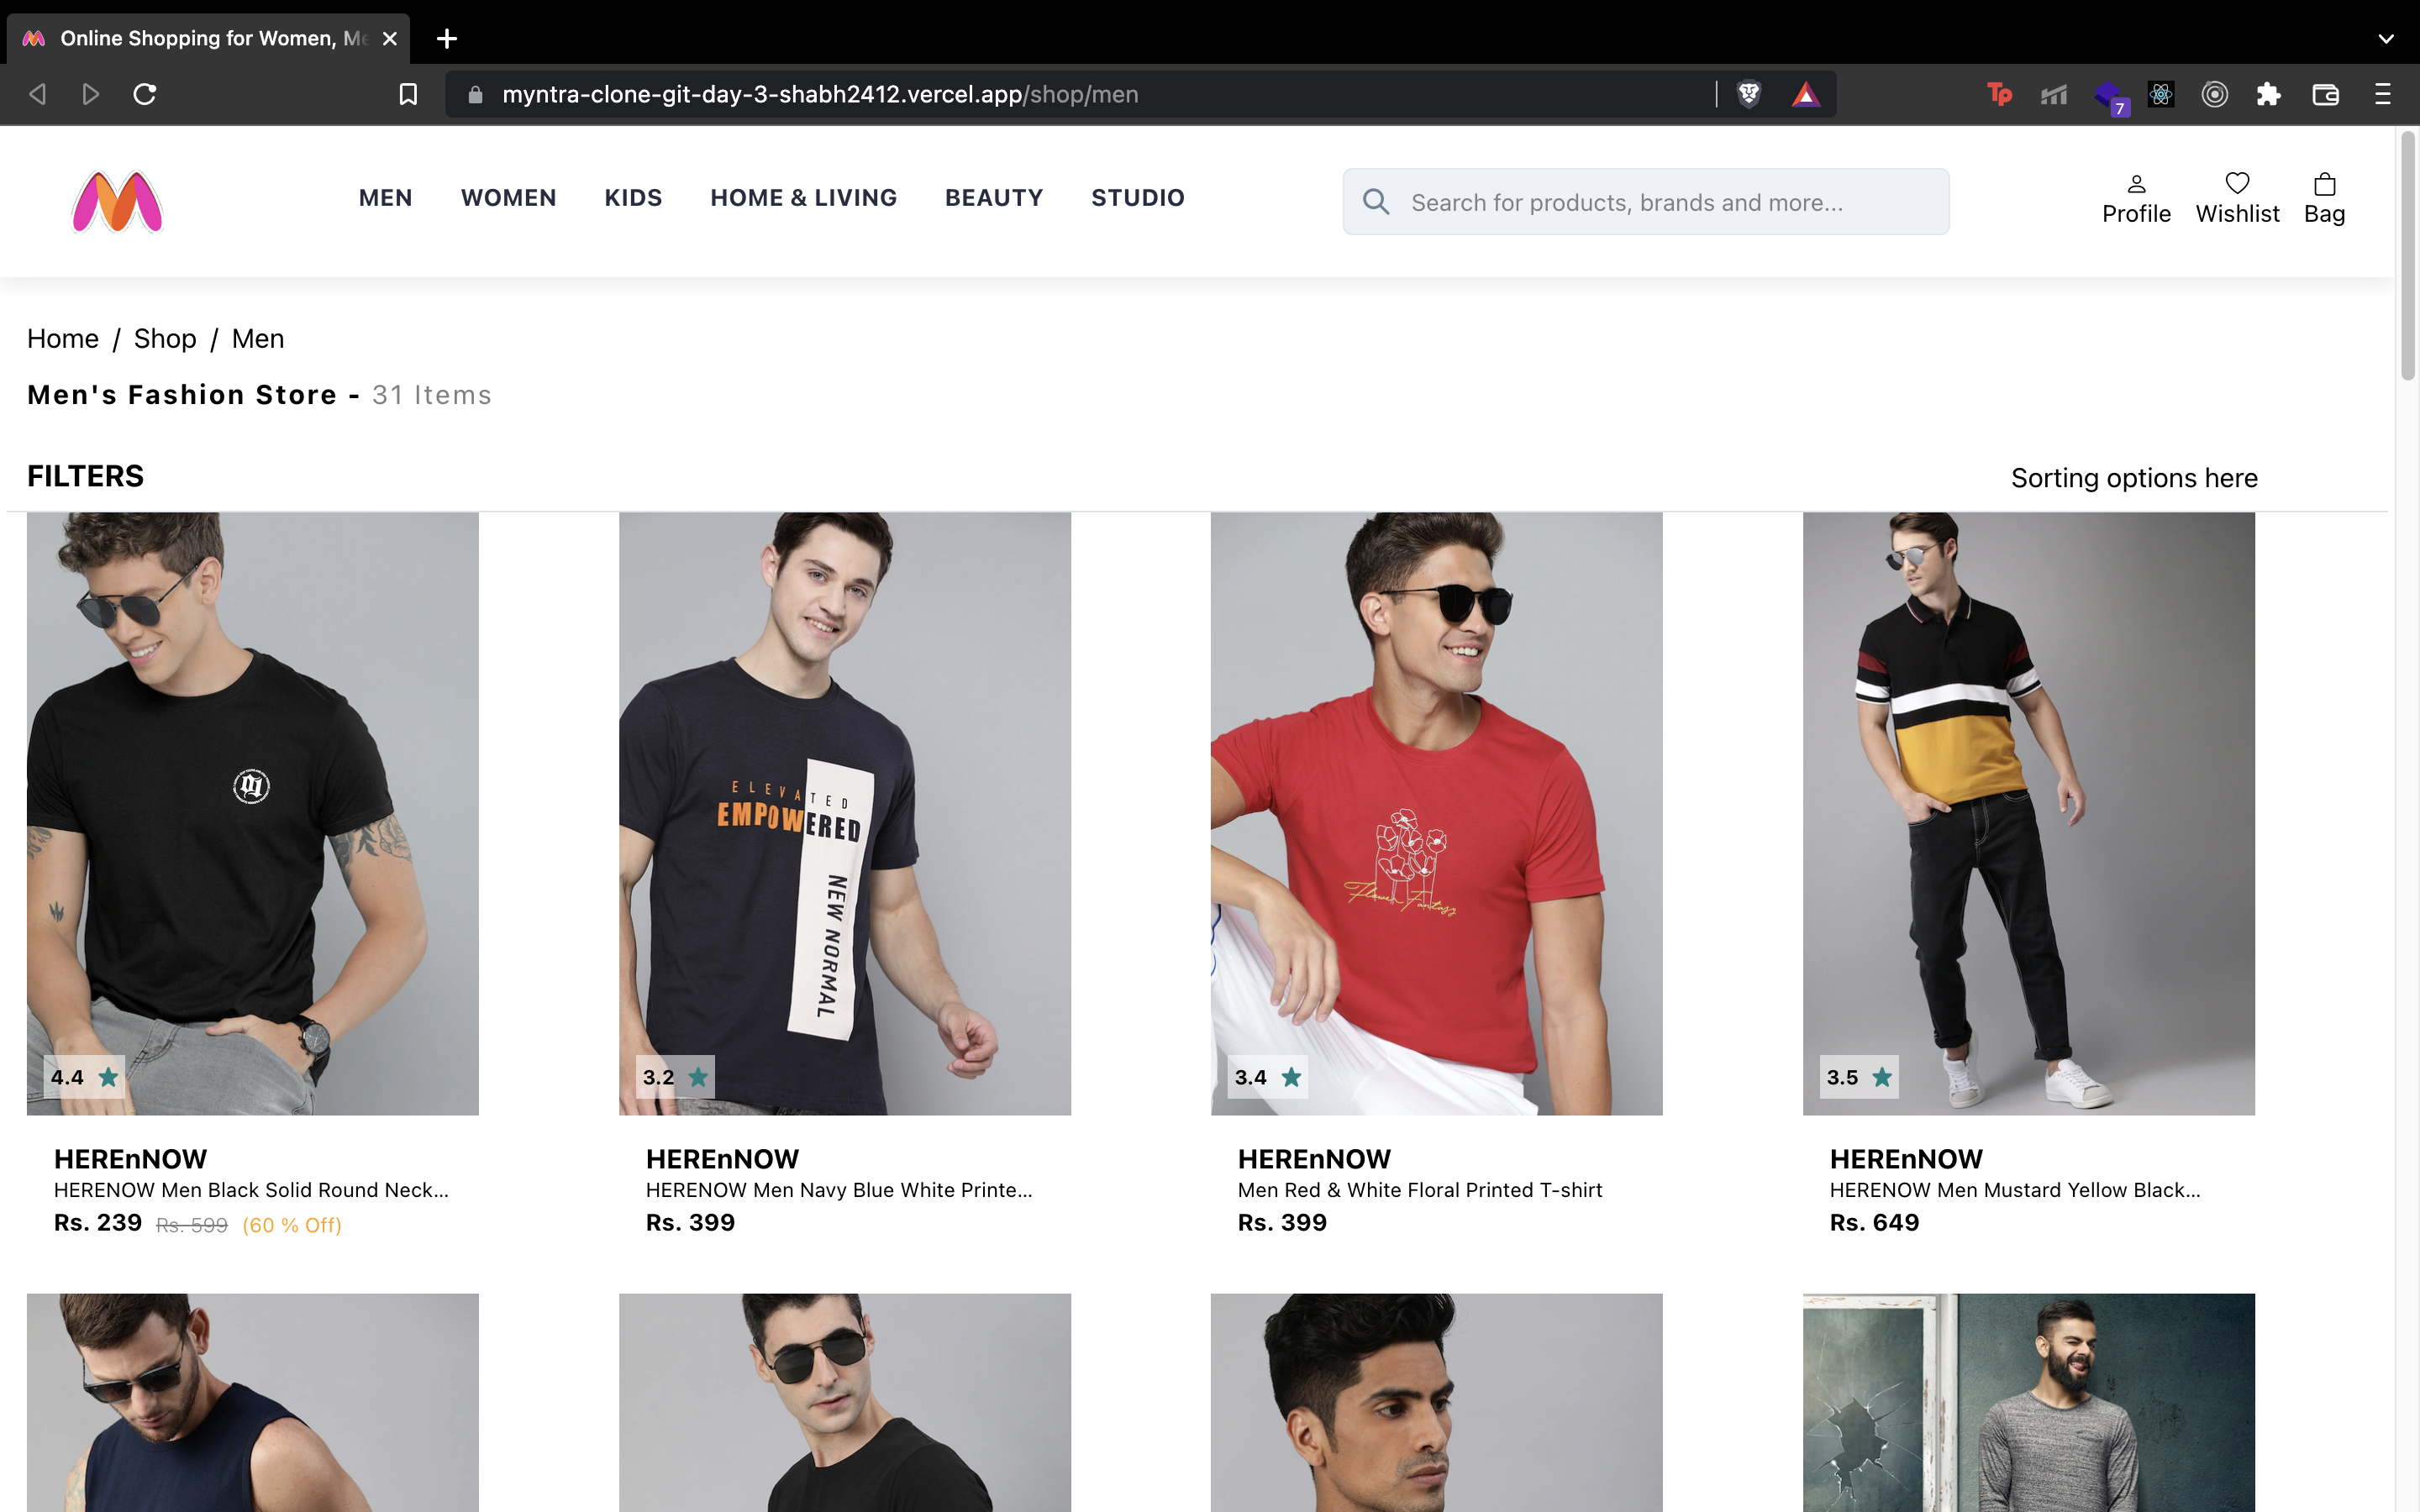 Online Shopping for Women, Me
myntra-clone-git-day-3-shabh2412.vercel.app/shop/men
Tp
7
MEN WOMEN KIDS HOME & LIVING BEAUTY STUDIO
Search for products, brands and more...
Profile Wishlist Bag
Home / Shop / Men
Men's Fashion Store - 31 Items
FILTERS
Sorting options here
ELEVATED
EMPOWERED
NEW NORMAL
Flower Fantasy
4.4
3.2
3.4
3.5
HEREnNOW
HERENOW Men Black Solid Round Neck...
Rs. 239 Rs. 599 (60 % Off)
HEREnNOW
HERENOW Men Navy Blue White Printe...
Rs. 399
HEREnNOW
Men Red & White Floral Printed T-shirt
Rs. 399
HEREnNOW
HERENOW Men Mustard Yellow Black...
Rs. 649